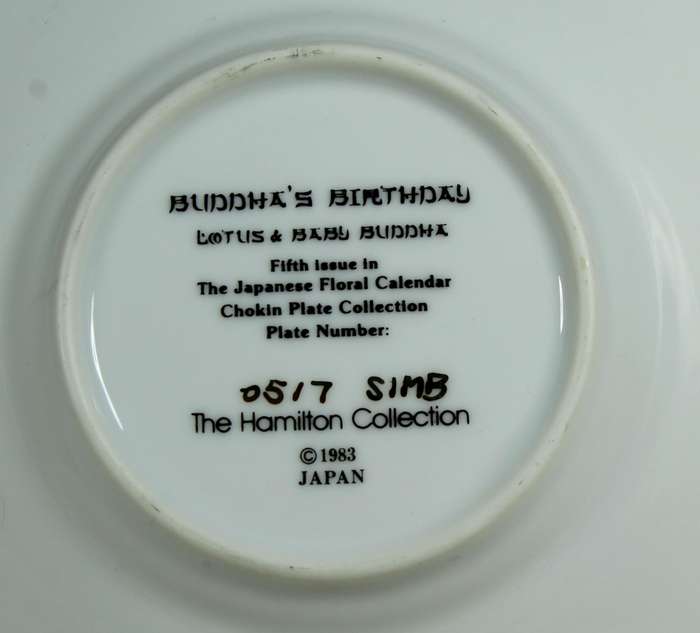 BUDDHA'S BIRTHDAY
LOTUS & BABY BUDDHA
Fifth issue in
The Japanese Floral Calendar
Chokin Plate Collection
Plate Number:
0517 SIMB
The Hamilton Collection
©1983
JAPAN